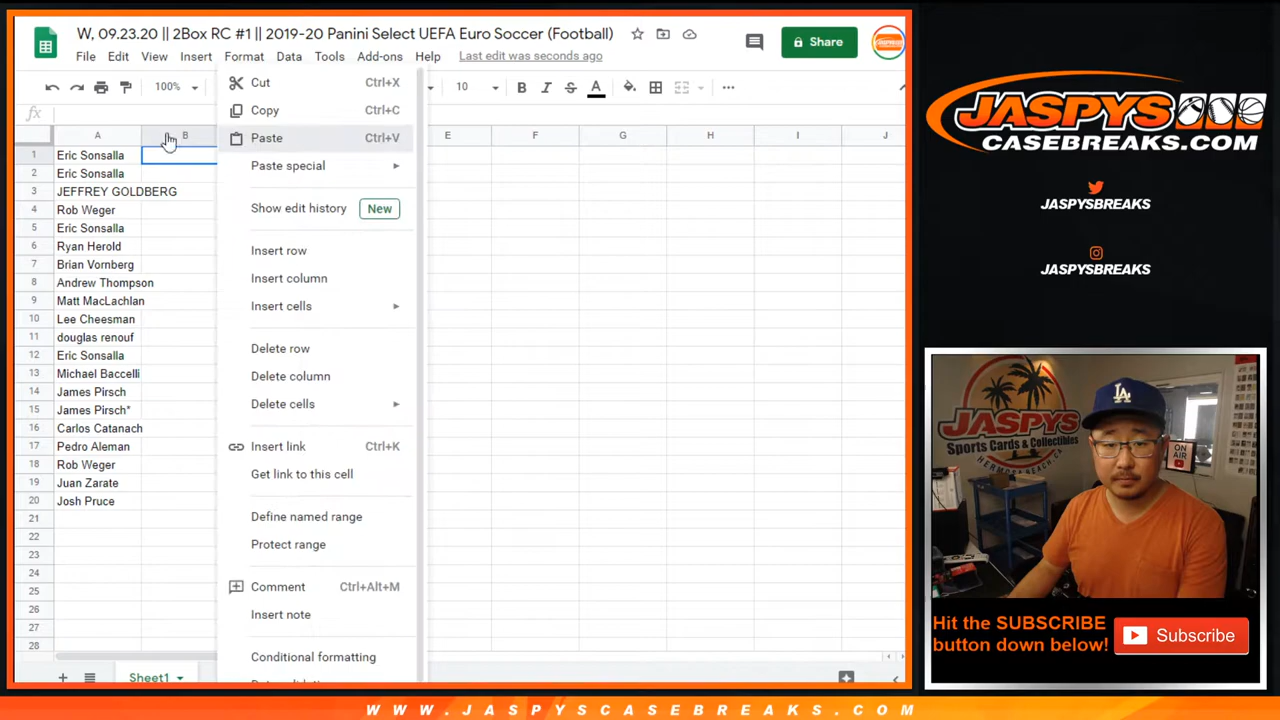 W, 09.23.20 || 2Box RC #1 || 2019-20 Panini Select UEFA Euro Soccer (Football)
File Edit View Insert Format Data Tools Add-ons Help Last edit was seconds ago
Share
100% 10 B I S A
fx
A B E F G H I J
1 Eric Sonsalla
2 Eric Sonsalla
3 JEFFREY GOLDBERG
4 Rob Weger
5 Eric Sonsalla
6 Ryan Herold
7 Brian Vornberg
8 Andrew Thompson
9 Matt MacLachlan
10 Lee Cheesman
11 douglas renouf
12 Eric Sonsalla
13 Michael Baccelli
14 James Pirsch
15 James Pirsch*
16 Carlos Catanach
17 Pedro Aleman
18 Rob Weger
19 Juan Zarate
20 Josh Pruce
21
22
23
24
25
26
27
28
Cut Ctrl+X
Copy Ctrl+C
Paste Ctrl+V
Paste special
Show edit history New
Insert row
Insert column
Insert cells
Delete row
Delete column
Delete cells
Insert link Ctrl+K
Get link to this cell
Define named range
Protect range
Comment Ctrl+Alt+M
Insert note
Conditional formatting
Sheet1
JASPYS
CASEBREAKS.COM
JASPYSBREAKS
JASPYSBREAKS
JASPYS
Sports Cards & Collectibles
HERMOSA BEACH, CA
LA
ON AIR
Hit the SUBSCRIBE
button down below!
Subscribe
WWW.JASPYSCASEBREAKS.COM